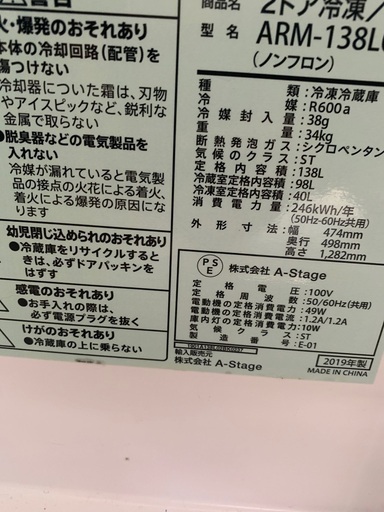 警告
火・爆発のおそれあり
本体の冷却回路(配管)を
傷つけない
冷却器についた霜は、刃物
やアイスピックなど、鋭利な
金属で取らない
●脱臭器などの電気製品を
入れない
冷媒が漏れていると電気製
品の接点の火花による着火、
着火による爆発の原因にな
ります
幼児閉じ込められのおそれあり
●冷蔵庫をリサイクルすると
きは、必ずドアパッキンを
はずす
感電のおそれあり
●お手入れの際は、
必ず電源プラグを抜く
けがのおそれあり
●冷蔵庫の上に乗らない
商品名 2ドア冷凍/
型名 ARM-138L
(ノンフロン)
種類:冷凍冷蔵庫
冷媒:R600a
冷媒封入量:38g
重量:34kg
断熱発泡ガス:シクロペンタン
気候のクラス:ST
定格内容積:138L
冷蔵室定格内容積:98L
冷凍室定格内容積:40L
消費電力量:246kWh/年
(50Hz-60Hz共用)
外形寸法:幅 474mm
奥行 498mm
高さ 1,282mm
PSE 株式会社 A-Stage
定格電圧:100V
定格周波数:50/60Hz(共用)
電動機の定格消費電力:49W
電動機の定格消費電流:1.2A/1.2A
庫内灯の定格消費電力:10W
気候クラス:ST
製造番号:E-01
輸入販売元
株式会社 A-Stage
2019年製
MADE IN CHINA